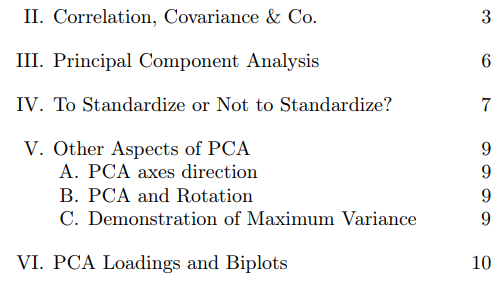 II. Correlation, Covariance & Co. 3
III. Principal Component Analysis 6
IV. To Standardize or Not to Standardize? 7
V. Other Aspects of PCA 9
A. PCA axes direction 9
B. PCA and Rotation 9
C. Demonstration of Maximum Variance 9
VI. PCA Loadings and Biplots 10